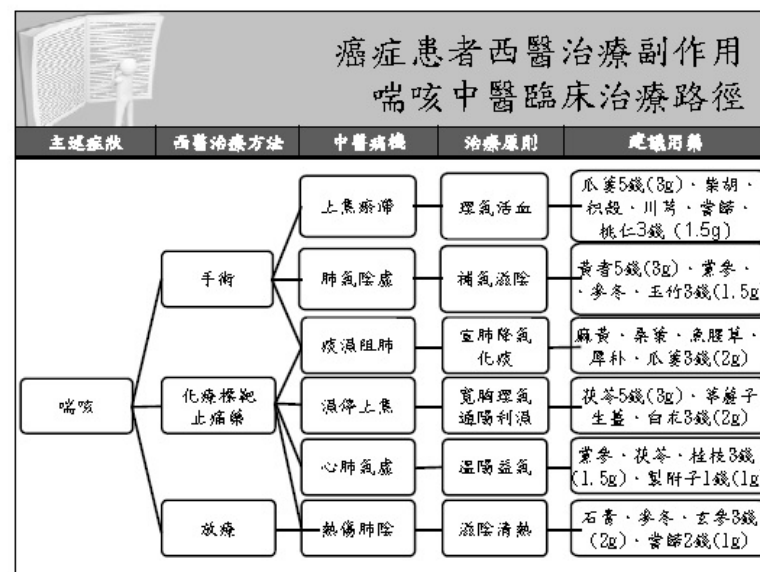 癌症患者西醫治療副作用
喘咳中醫臨床治療路徑
主述症狀
西醫治療方法
中醫病機
治療原則
建議用藥
喘咳
手術
化療標靶
止痛藥
放療
上焦瘀滯
肺氣陰虛
痰濕阻肺
濕停上焦
心肺氣虛
熱傷肺陰
理氣活血
補氣滋陰
宣肺降氣
化痰
寬胸理氣
通陽利濕
溫陽益氣
滋陰清熱
瓜蔞5錢(3g)、柴胡、
枳殼、川芎、當歸、
桃仁3錢 (1.5g)
黃耆5錢(3g)、黨參、
、麥冬、玉竹3錢(1.5g
麻黃、桑葉、魚腥草、
厚朴、瓜蔞3錢(2g)
茯苓5錢(3g)、葶藶子
生薑、白朮3錢(2g)
黨參、茯苓、桂枝3錢
(1.5g)、製附子1錢(1g
石膏、麥冬、玄參3錢
(2g)、當歸2錢(1g)